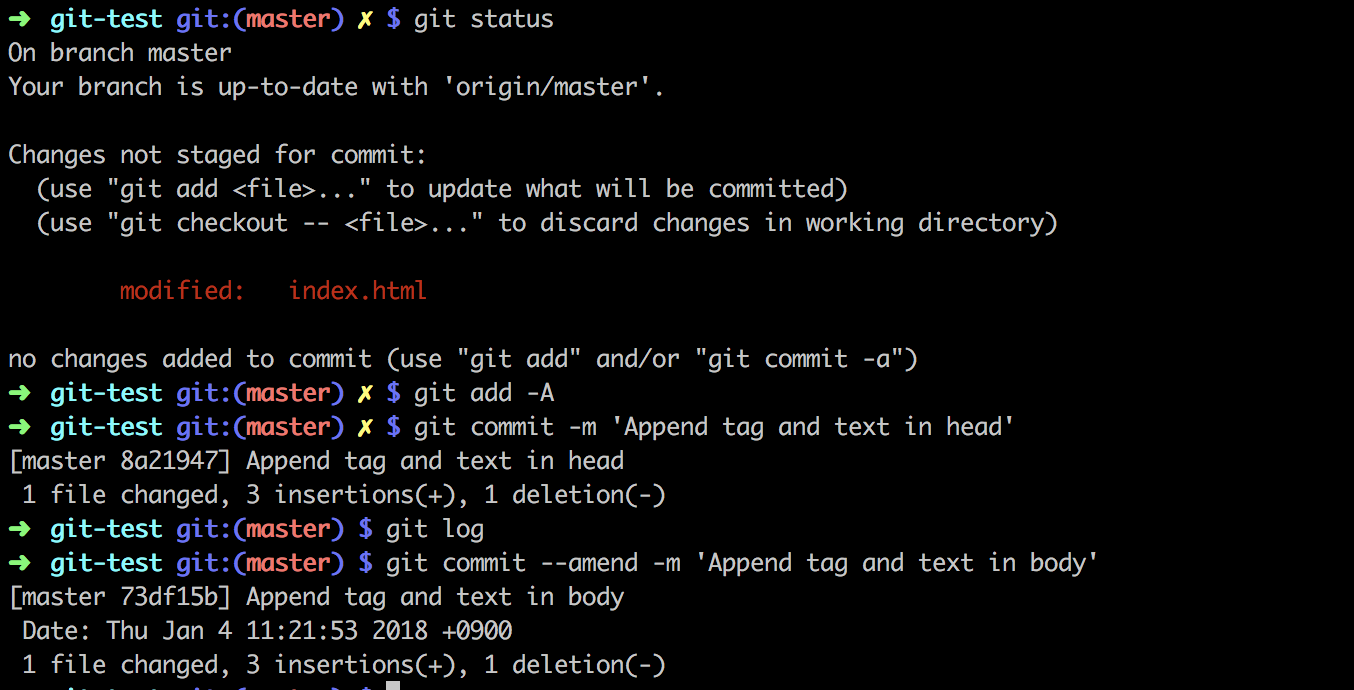 ➜ git-test git:(master) ✗ $ git status
On branch master
Your branch is up-to-date with 'origin/master'.
Changes not staged for commit:
(use "git add <file>..." to update what will be committed)
(use "git checkout -- <file>..." to discard changes in working directory)
modified: index.html
no changes added to commit (use "git add" and/or "git commit -a")
➜ git-test git:(master) ✗ $ git add -A
➜ git-test git:(master) ✗ $ git commit -m 'Append tag and text in head'
[master 8a21947] Append tag and text in head
1 file changed, 3 insertions(+), 1 deletion(-)
➜ git-test git:(master) $ git log
➜ git-test git:(master) $ git commit --amend -m 'Append tag and text in body'
[master 73df15b] Append tag and text in body
Date: Thu Jan 4 11:21:53 2018 +0900
1 file changed, 3 insertions(+), 1 deletion(-)